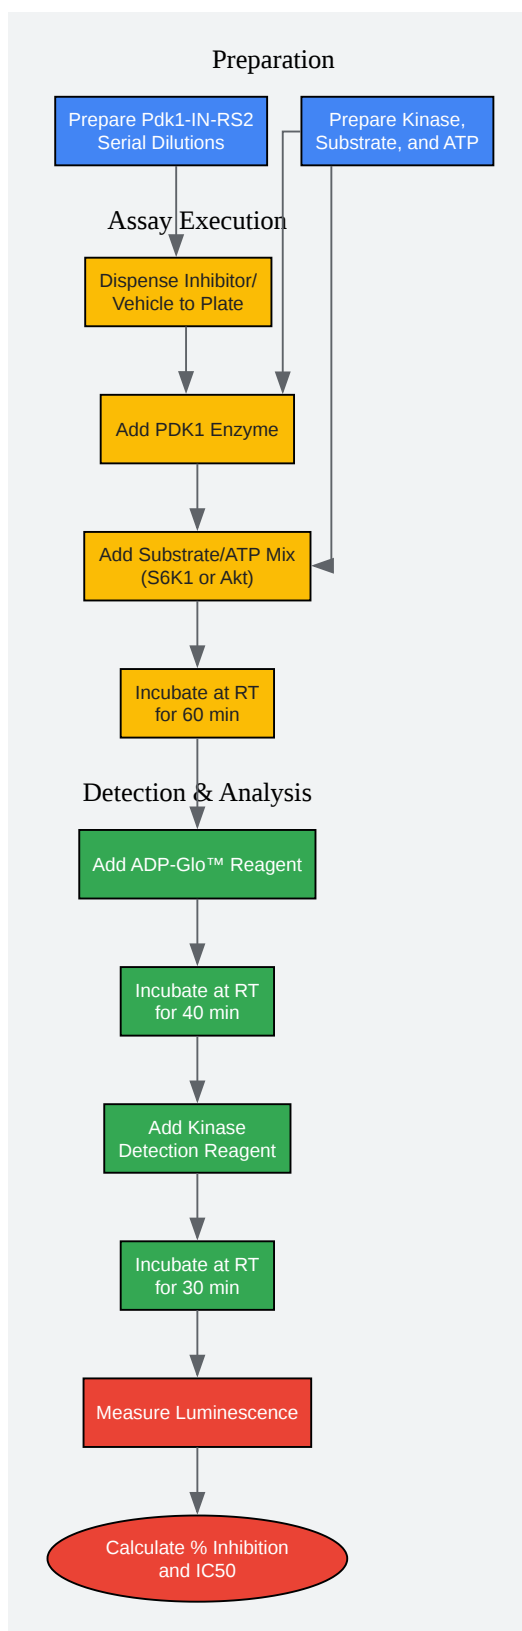 Preparation
Prepare Pdk1-IN-RS2
Serial Dilutions
Prepare Kinase,
Substrate, and ATP
Assay Execution
Dispense Inhibitor/
Vehicle to Plate
Add PDK1 Enzyme
Add Substrate/ATP Mix
(S6K1 or Akt)
Incubate at RT
for 60 min
Detection & Analysis
Add ADP-Glo™ Reagent
Incubate at RT
for 40 min
Add Kinase
Detection Reagent
Incubate at RT
for 30 min
Measure Luminescence
Calculate % Inhibition
and IC50